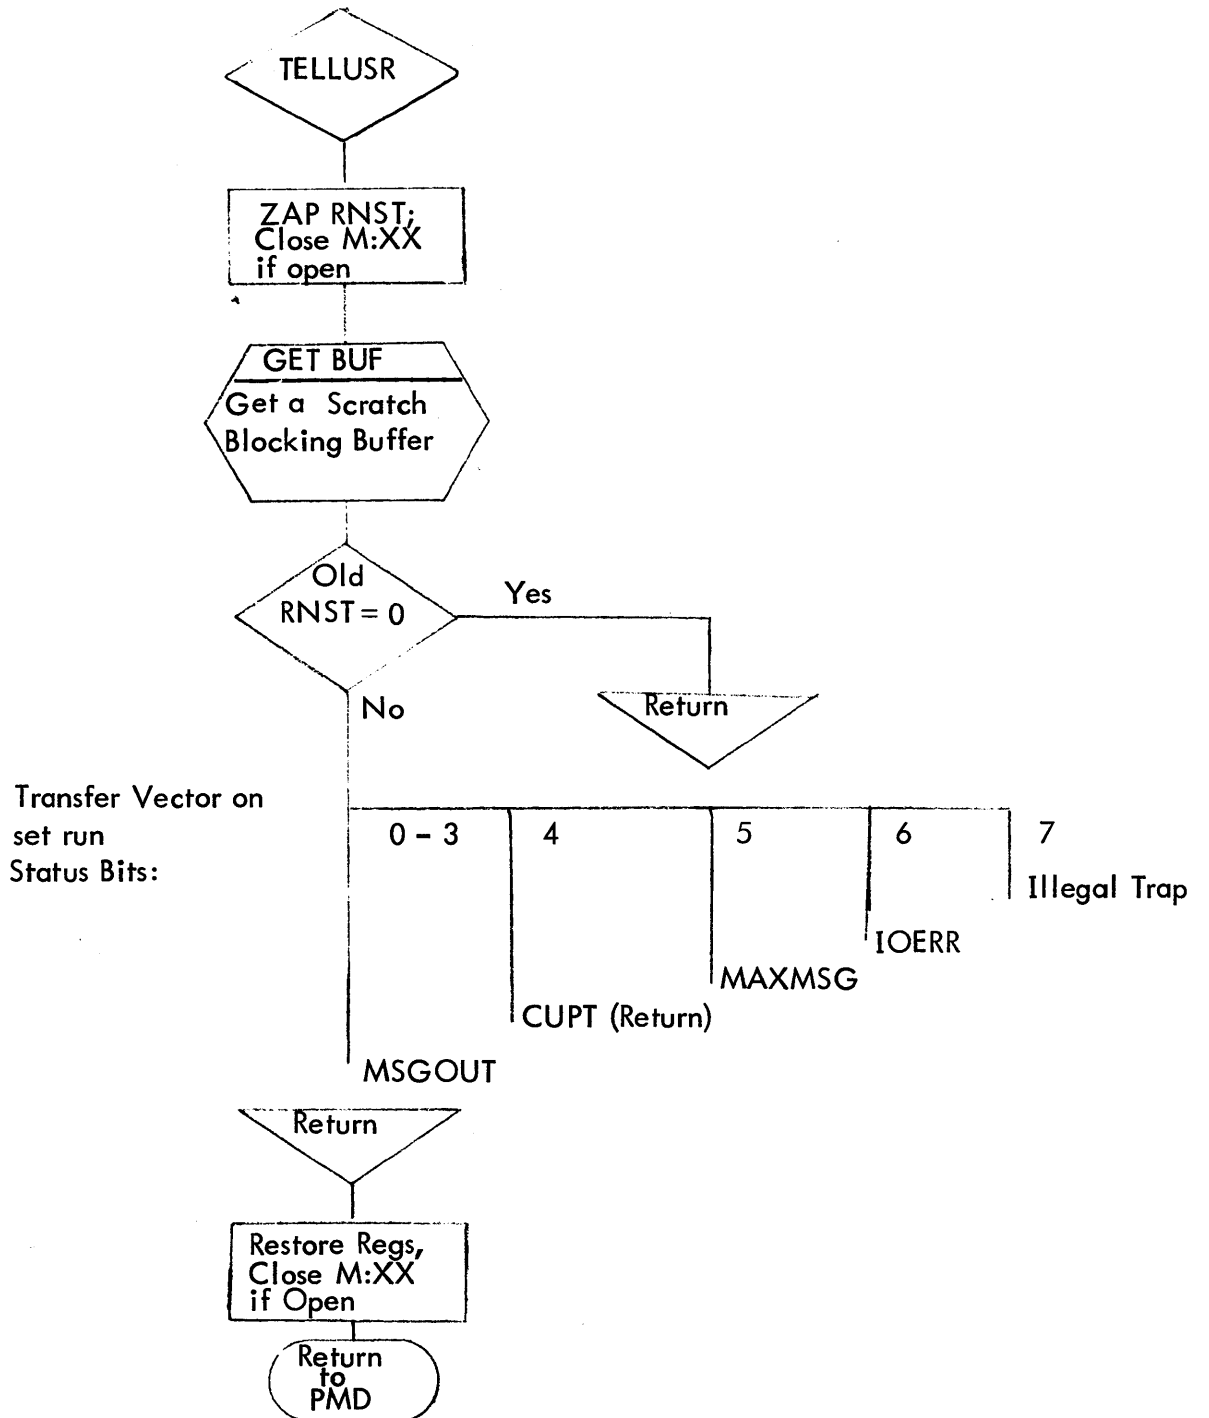 TELLUSR
ZAP RNST;
Close M:XX
if open
GET BUF
Get a Scratch
Blocking Buffer
Old
RNST = 0
Yes
No
Return
Transfer Vector on
set run
Status Bits:
0 - 3
4
5
6
7
Illegal Trap
IOERR
MAXMSG
CUPT (Return)
MSGOUT
Return
Restore Regs,
Close M:XX
if Open
Return
to
PMD